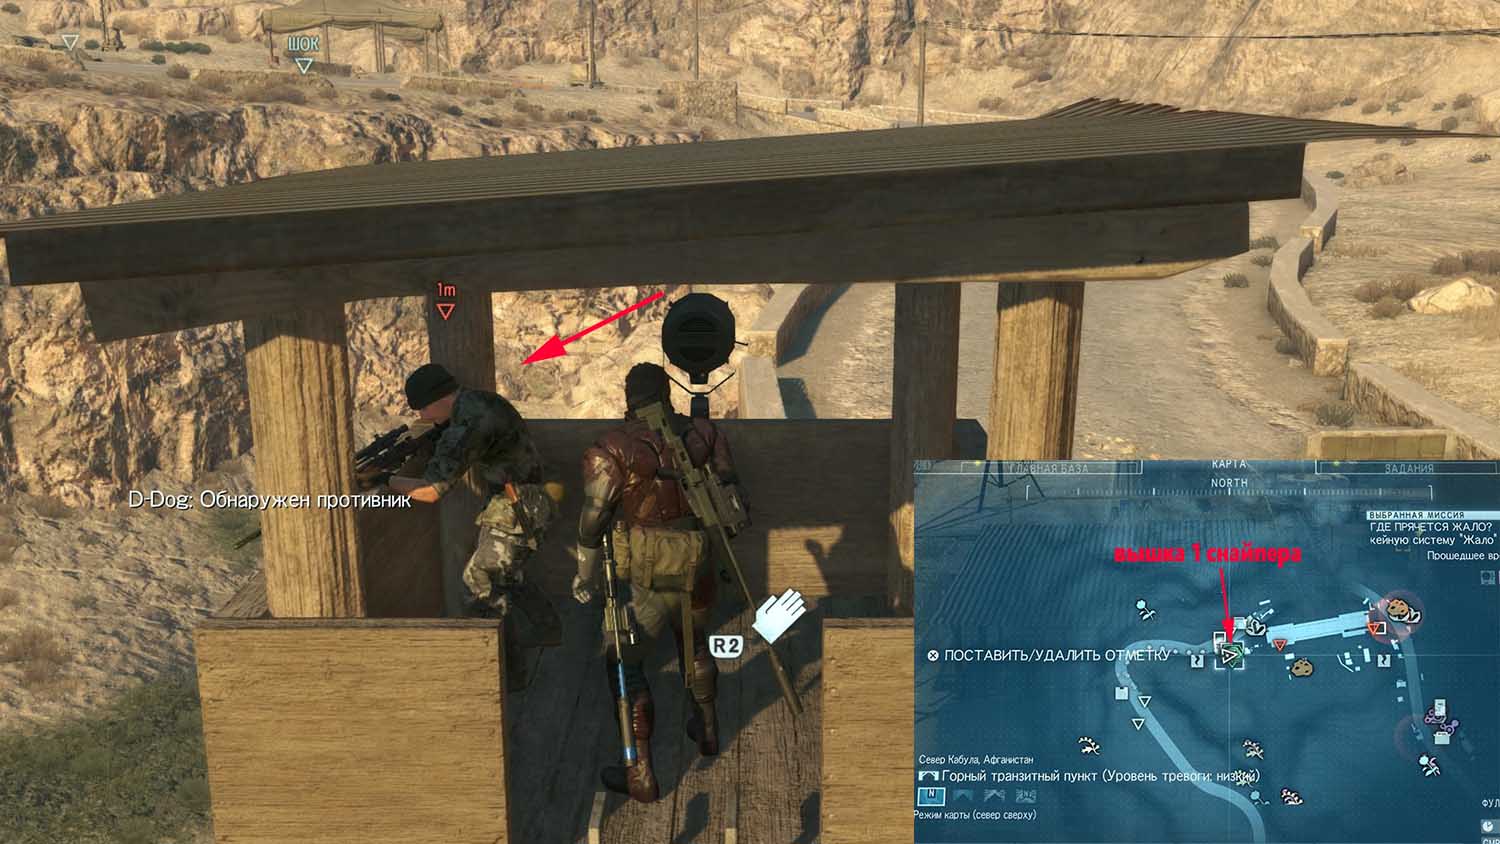 ШОК
1m
D-Dog: Обнаружен противник
R2
ГЛАВНАЯ БАЗА
КАРТА
ЗАДАНИЯ
NORTH
ВЫБРАННАЯ МИССИЯ
ГДЕ ПРЯЧЕТСЯ ЖАЛО?
кейную систему "Жало"
Прошедшее вр
вышка 1 снайпера
ПОСТАВИТЬ/УДАЛИТЬ ОТМЕТКУ
Север Кабула, Афганистан
Горный транзитный пункт (Уровень тревоги: низкий)
N
Режим карты (север сверху)
ФУЛ